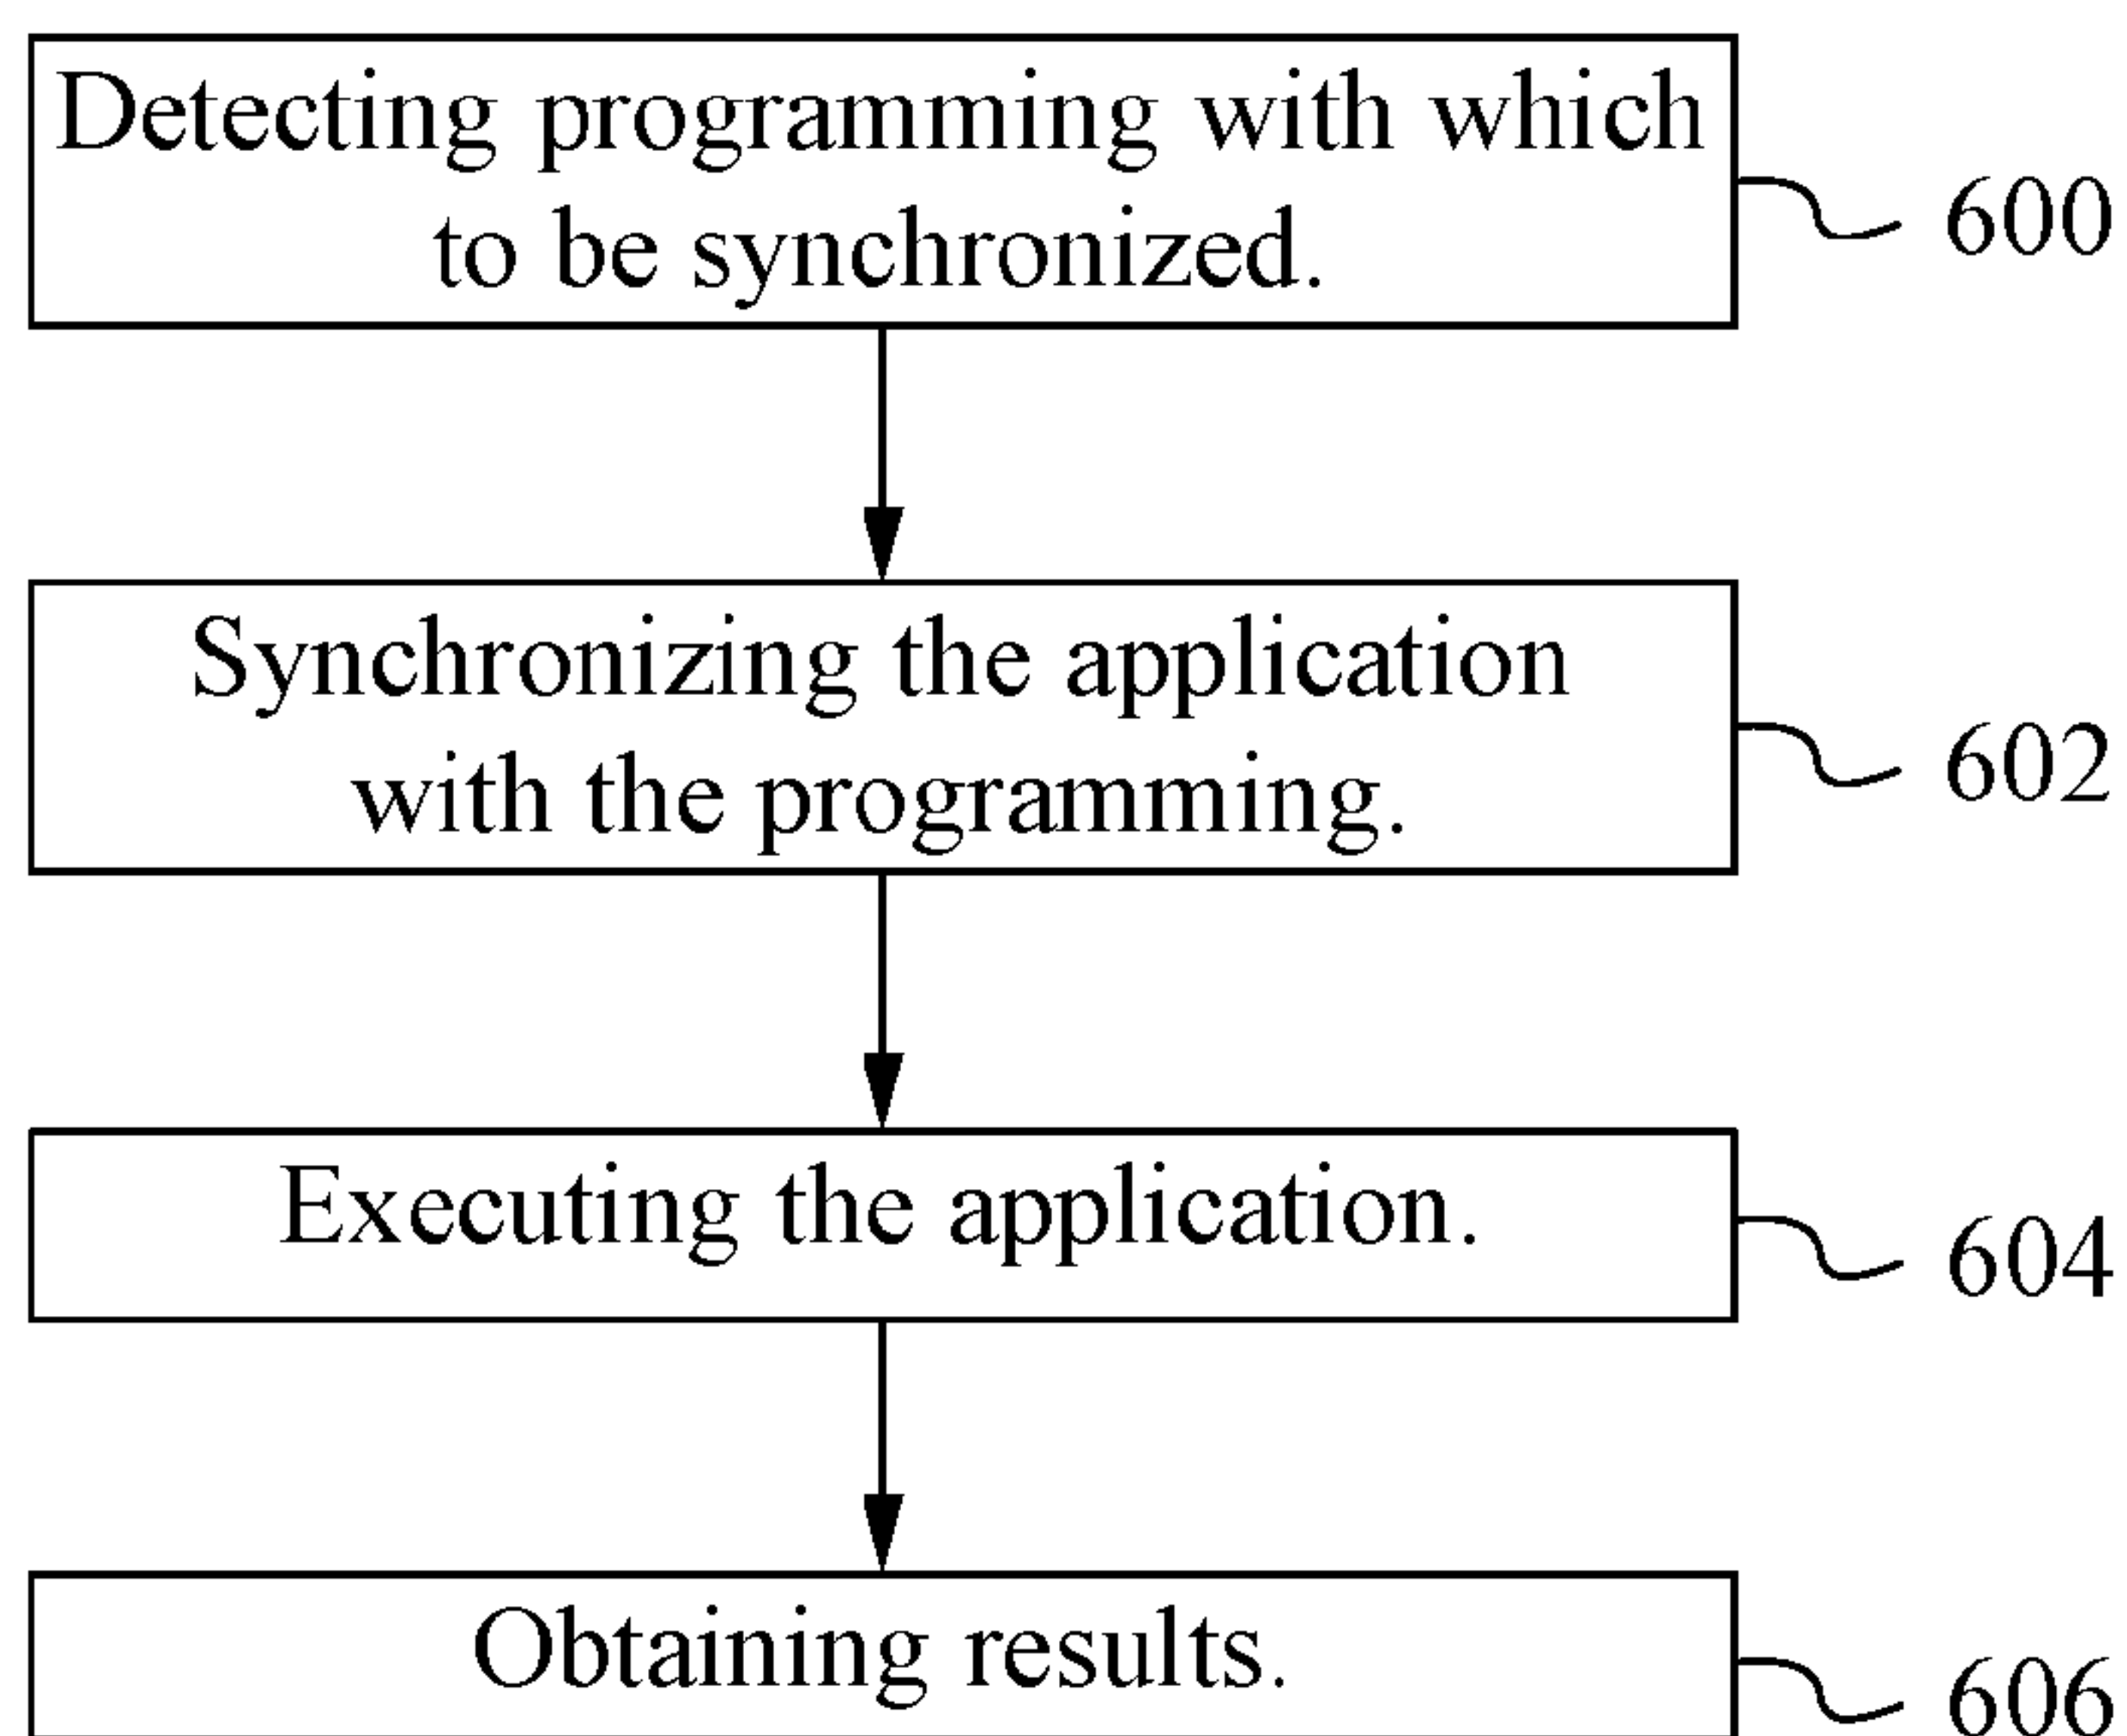 Detecting programming with which
to be synchronized.
600
Synchronizing the application
with the programming.
602
Executing the application.
604
Obtaining results.
606